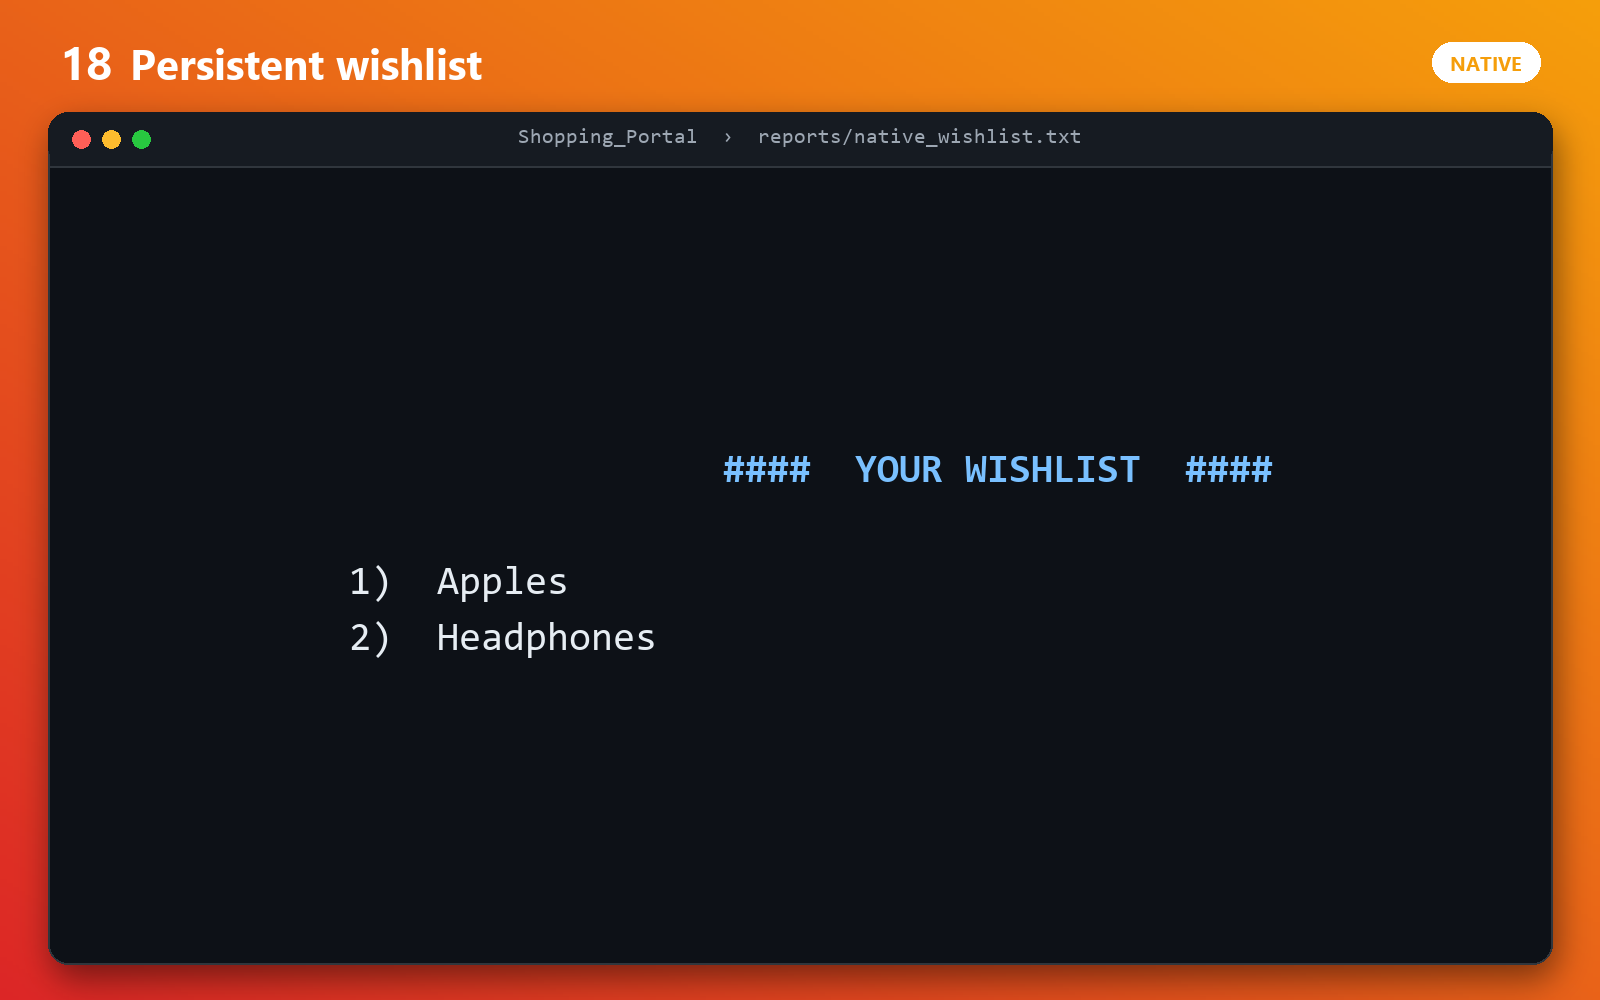 18 Persistent wishlist
NATIVE
Shopping_Portal › reports/native_wishlist.txt
#### YOUR WISHLIST ####
1) Apples
2) Headphones